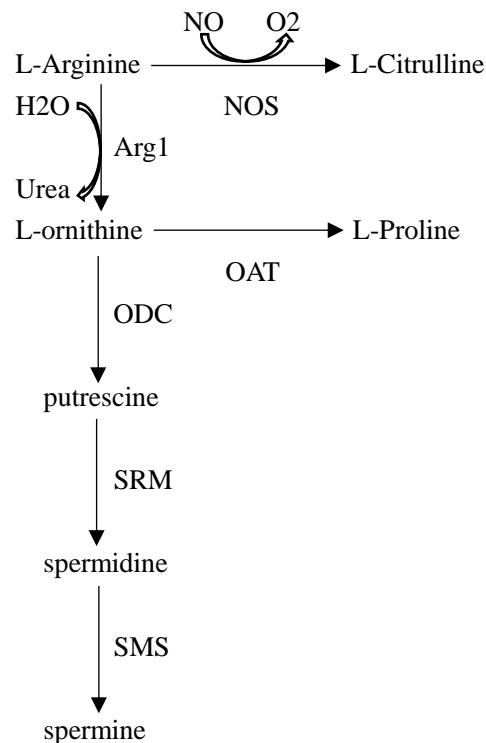 NO O2
L-Arginine L-Citrulline
H2O NOS
Arg1
Urea
L-ornithine L-Proline
OAT
ODC
putrescine
SRM
spermidine
SMS
spermine